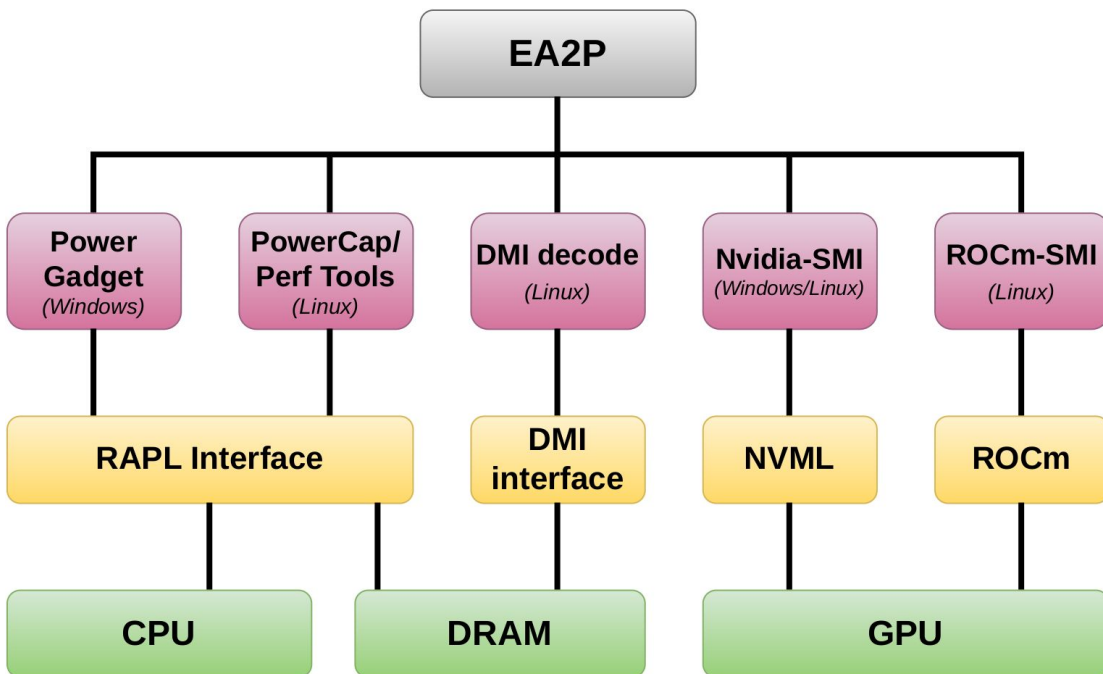 EA2P
Power
Gadget
(Windows)
PowerCap/
Perf Tools
(Linux)
DMI decode
(Linux)
Nvidia-SMI
(Windows/Linux)
ROCm-SMI
(Linux)
RAPL Interface
DMI
interface
NVML
ROCm
CPU
DRAM
GPU